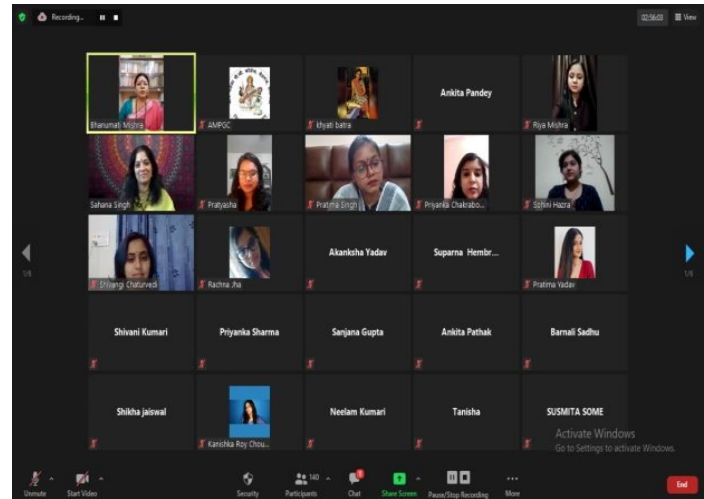 Recording...
02:56:03 View
Bhanumati Mishra
AMPGC
khyati batra
Ankita Pandey
Riya Mishra
Sahana Singh
Pratyasha
Pratima Singh
Priyanka Chakrabo...
Sohini Hazra
Shivangi Chaturvedi
Rachna Jha
Akanksha Yadav
Suparna Hembr...
Pratima Yadav
1/6
1/6
Shivani Kumari
Priyanka Sharma
Sanjana Gupta
Ankita Pathak
Barnali Sadhu
Shikha jaiswal
Kanishka Roy Chou...
Neelam Kumari
Tanisha
SUSMITA SOME
Activate Windows
Go to Settings to activate Windows.
Unmute
Start Video
Security
140
Participants
Chat
Share Screen
Pause/Stop Recording
More
End